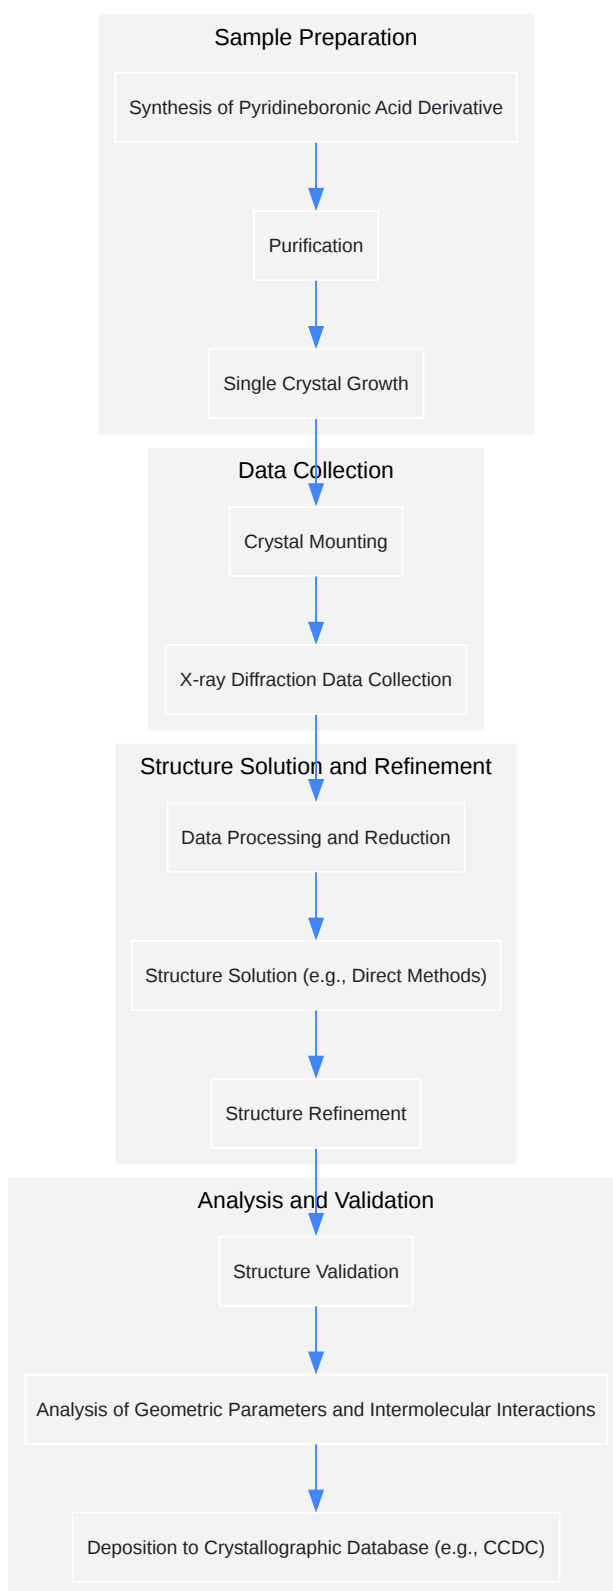 Sample Preparation
Synthesis of Pyridineboronic Acid Derivative
Purification
Single Crystal Growth
Data Collection
Crystal Mounting
X-ray Diffraction Data Collection
Structure Solution and Refinement
Data Processing and Reduction
Structure Solution (e.g., Direct Methods)
Structure Refinement
Analysis and Validation
Structure Validation
Analysis of Geometric Parameters and Intermolecular Interactions
Deposition to Crystallographic Database (e.g., CCDC)